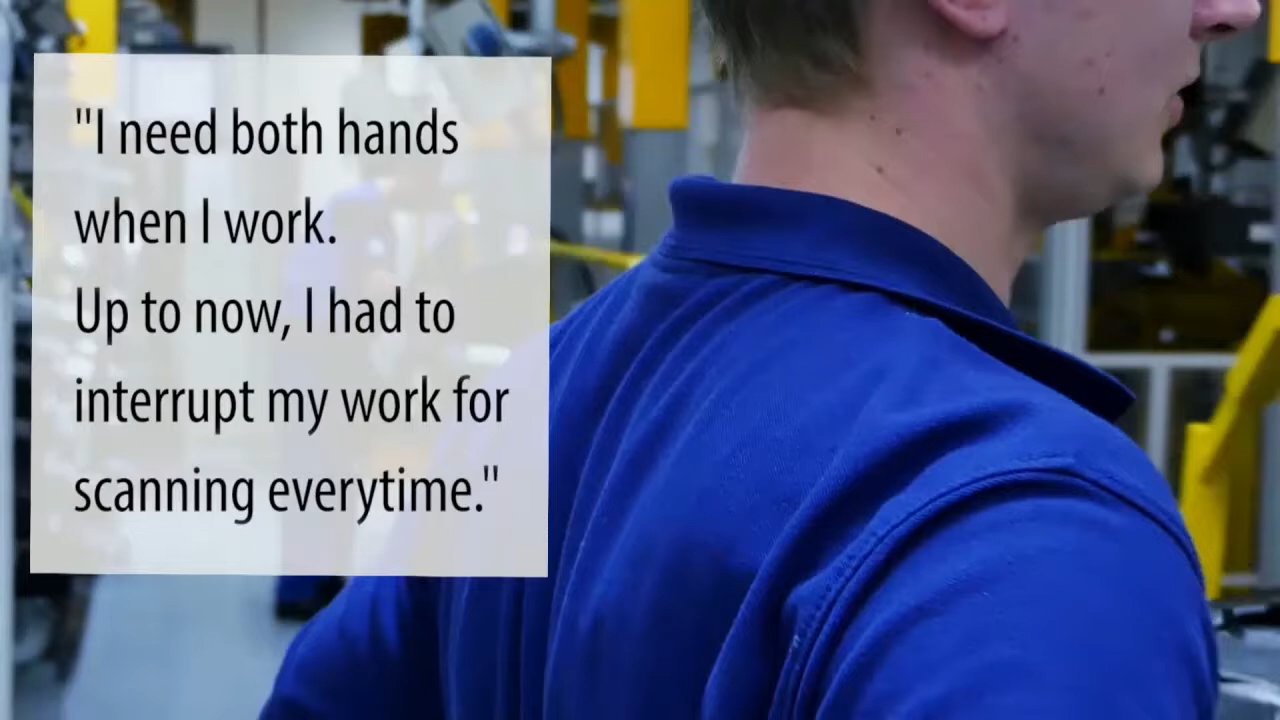 "I need both hands
when I work.
Up to now, I had to
interrupt my work for
scanning everytime."